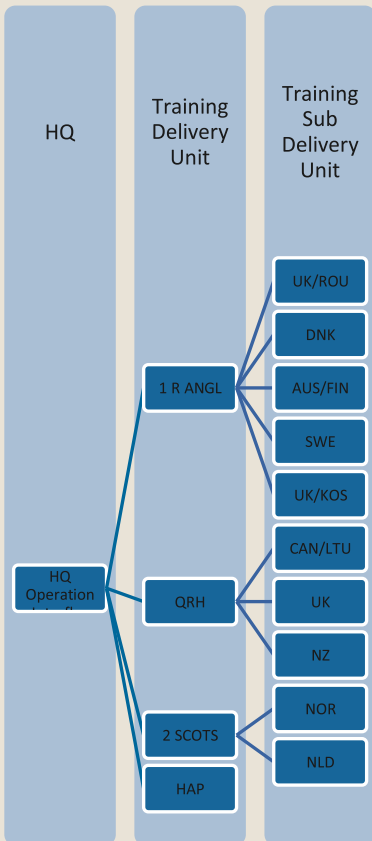 HQ
Training
Delivery
Unit
Training
Sub
Delivery
Unit
HQ
Operation
1 R ANGL
UK/ROU
DNK
AUS/FIN
SWE
UK/KOS
QRH
CAN/LTU
UK
NZ
2 SCOTS
NOR
NLD
HAP